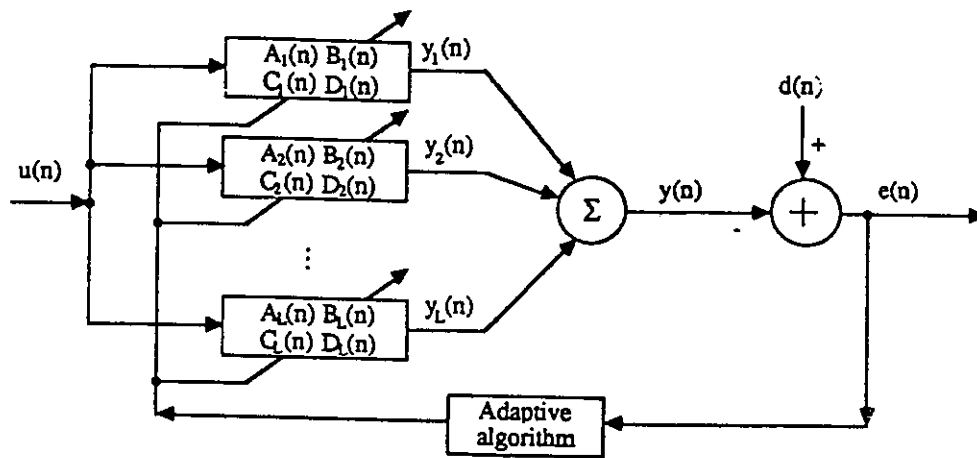 A₁(n) B₁(n)
C₁(n) D₁(n)
y₁(n)
d(n)
+
A₂(n) B₂(n)
C₂(n) D₂(n)
y₂(n)
u(n)
Σ
y(n)
-
+
e(n)
⋮
A_L(n) B_L(n)
C_L(n) D_L(n)
y_L(n)
Adaptive
algorithm